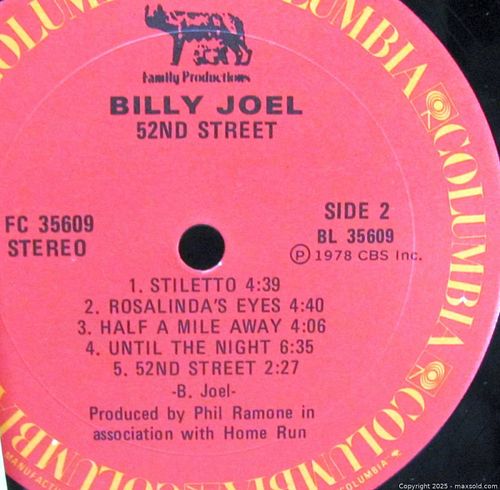 COLUMBIA
COLUMBIA
COLUMBIA
COLUMBIA
COLUMBIA
Family Productions
BILLY JOEL
52ND STREET
FC 35609
STEREO
SIDE 2
BL 35609
Ⓟ 1978 CBS Inc.
1. STILETTO 4:39
2. ROSALINDA'S EYES 4:40
3. HALF A MILE AWAY 4:06
4. UNTIL THE NIGHT 6:35
5. 52ND STREET 2:27
-B. Joel-
Produced by Phil Ramone in
association with Home Run
Copyright 2025 - maxsold.com